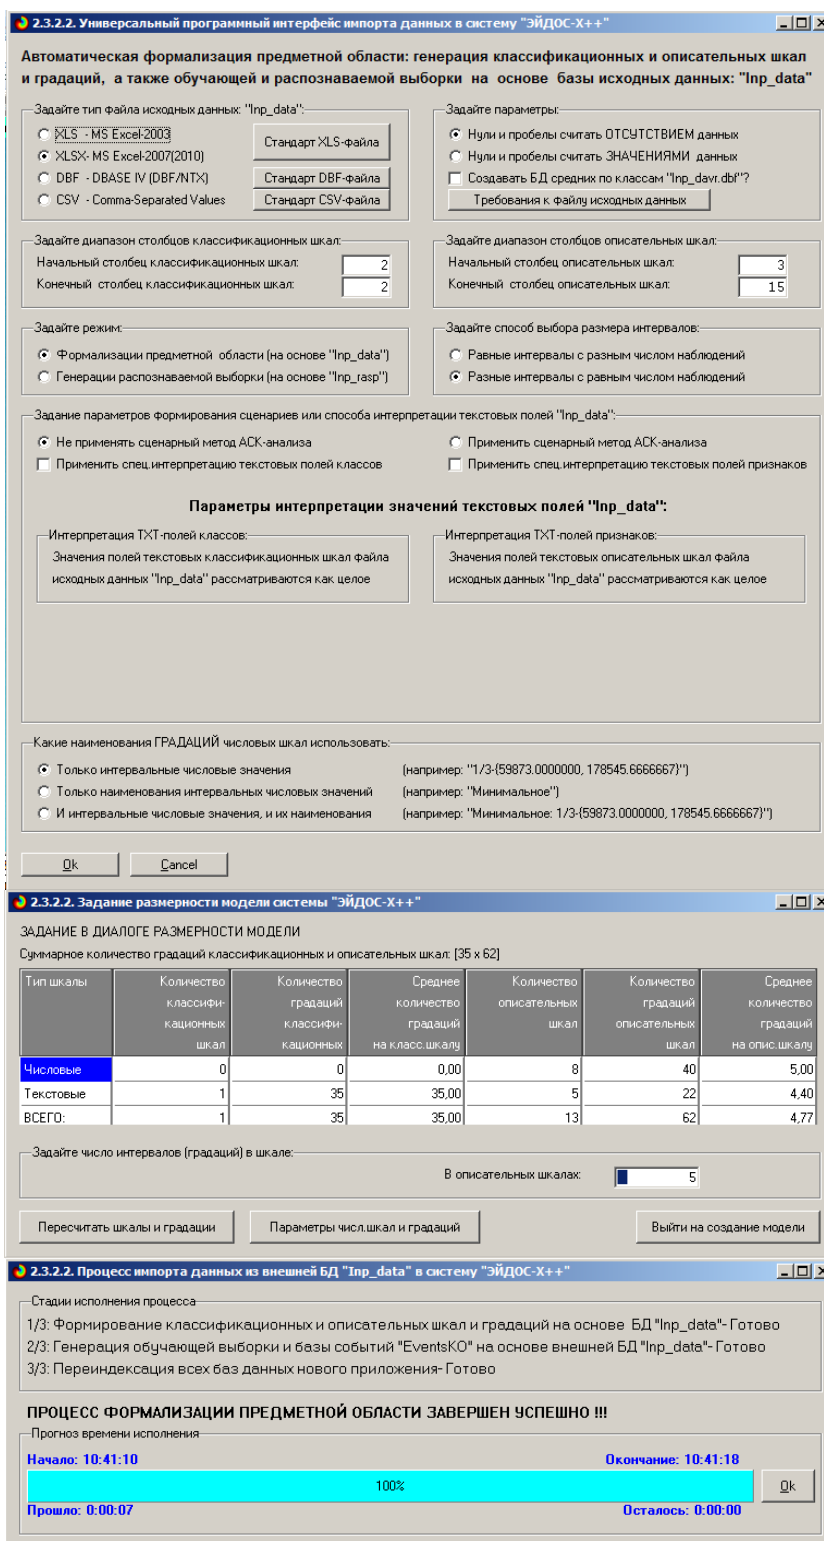 2.3.2.2. Универсальный программный интерфейс импорта данных в систему "ЭЙДОС-X++"
Автоматическая формализация предметной области: генерация классификационных и описательных шкал
и градаций, а также обучающей и распознаваемой выборки на основе базы исходных данных: "Inp_data"
Задайте тип файла исходных данных: "Inp_data":
XLS - MS Excel-2003
XLSX- MS Excel-2007(2010)
DBF - DBASE IV (DBF/NTX)
CSV - Comma-Separated Values
Стандарт XLS-файла
Стандарт DBF-файла
Стандарт CSV-файла
Задайте параметры:
Нули и пробелы считать ОТСУТСТВИЕМ данных
Нули и пробелы считать ЗНАЧЕНИЯМИ данных
Создавать БД средних по классам "Inp_davr.dbf"?
Требования к файлу исходных данных
Задайте диапазон столбцов классификационных шкал:
Начальный столбец классификационных шкал: 2
Конечный столбец классификационных шкал: 2
Задайте диапазон столбцов описательных шкал:
Начальный столбец описательных шкал: 3
Конечный столбец описательных шкал: 15
Задайте режим:
Формализации предметной области (на основе "Inp_data")
Генерации распознаваемой выборки (на основе "Inp_rasp")
Задайте способ выбора размера интервалов:
Равные интервалы с разным числом наблюдений
Разные интервалы с равным числом наблюдений
Задание параметров формирования сценариев или способа интерпретации текстовых полей "Inp_data":
Не применять сценарный метод АСК-анализа
Применить спец.интерпретацию текстовых полей классов
Применить сценарный метод АСК-анализа
Применить спец.интерпретацию текстовых полей признаков
Параметры интерпретации значений текстовых полей "Inp_data":
Интерпретация TXT-полей классов:
Значения полей текстовых классификационных шкал файла
исходных данных "Inp_data" рассматриваются как целое
Интерпретация TXT-полей признаков:
Значения полей текстовых описательных шкал файла
исходных данных "Inp_data" рассматриваются как целое
Какие наименования ГРАДАЦИЙ числовых шкал использовать:
Только интервальные числовые значения (например: "1/3-{59873.0000000, 178545.6666667}")
Только наименования интервальных числовых значений (например: "Минимальное")
И интервальные числовые значения, и их наименования (например: "Минимальное: 1/3-{59873.0000000, 178545.6666667}")
Ok Cancel
2.3.2.2. Задание размерности модели системы "ЭЙДОС-X++"
ЗАДАНИЕ В ДИАЛОГЕ РАЗМЕРНОСТИ МОДЕЛИ
Суммарное количество градаций классификационных и описательных шкал: [35 x 62]
Тип шкалы Количество Количество Среднее Количество Количество Среднее
классифи- градаций количество описательных градаций количество
кационных классифи- градаций шкал описательных градаций
шкал кационных на класс.шкалу шкал на опис.шкалу
Числовые 0 0 0,00 8 40 5,00
Текстовые 1 35 35,00 5 22 4,40
ВСЕГО: 1 35 35,00 13 62 4,77
Задайте число интервалов (градаций) в шкале:
В описательных шкалах: 5
Пересчитать шкалы и градации Параметры числ.шкал и градаций Выйти на создание модели
2.3.2.2. Процесс импорта данных из внешней БД "Inp_data" в систему "ЭЙДОС-X++"
Стадии исполнения процесса
1/3: Формирование классификационных и описательных шкал и градаций на основе БД "Inp_data"- Готово
2/3: Генерация обучающей выборки и базы событий "EventsKO" на основе внешней БД "Inp_data"- Готово
3/3: Переиндексация всех баз данных нового приложения- Готово
ПРОЦЕСС ФОРМАЛИЗАЦИИ ПРЕДМЕТНОЙ ОБЛАСТИ ЗАВЕРШЕН УСПЕШНО !!!
Прогноз времени исполнения
Начало: 10:41:10 Окончание: 10:41:18
100% Ok
Прошло: 0:00:07 Осталось: 0:00:00